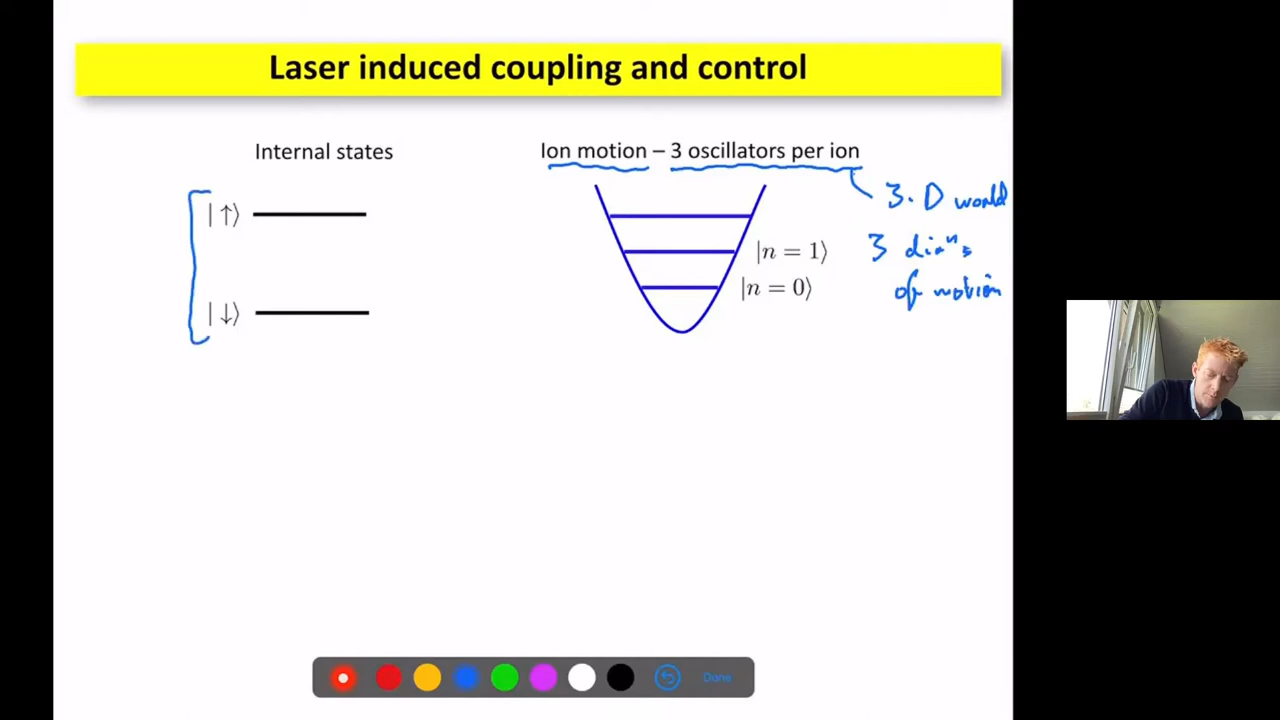 Laser induced coupling and control
Internal states
Ion motion – 3 oscillators per ion
3-D world
3 dirⁿs
of motion
|↑⟩
|n = 1⟩
|n = 0⟩
|↓⟩
Done